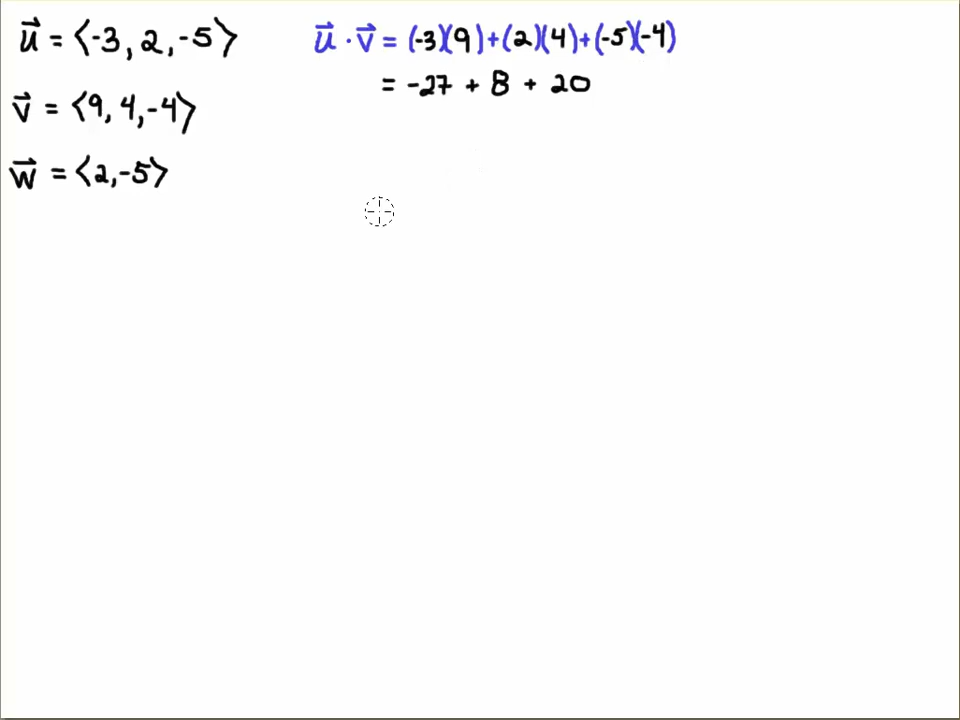 u⃗ = ⟨-3, 2, -5⟩
v⃗ = ⟨9, 4, -4⟩
w⃗ = ⟨2, -5⟩
u⃗ · v⃗ = (-3)(9) + (2)(4) + (-5)(-4)
= -27 + 8 + 20